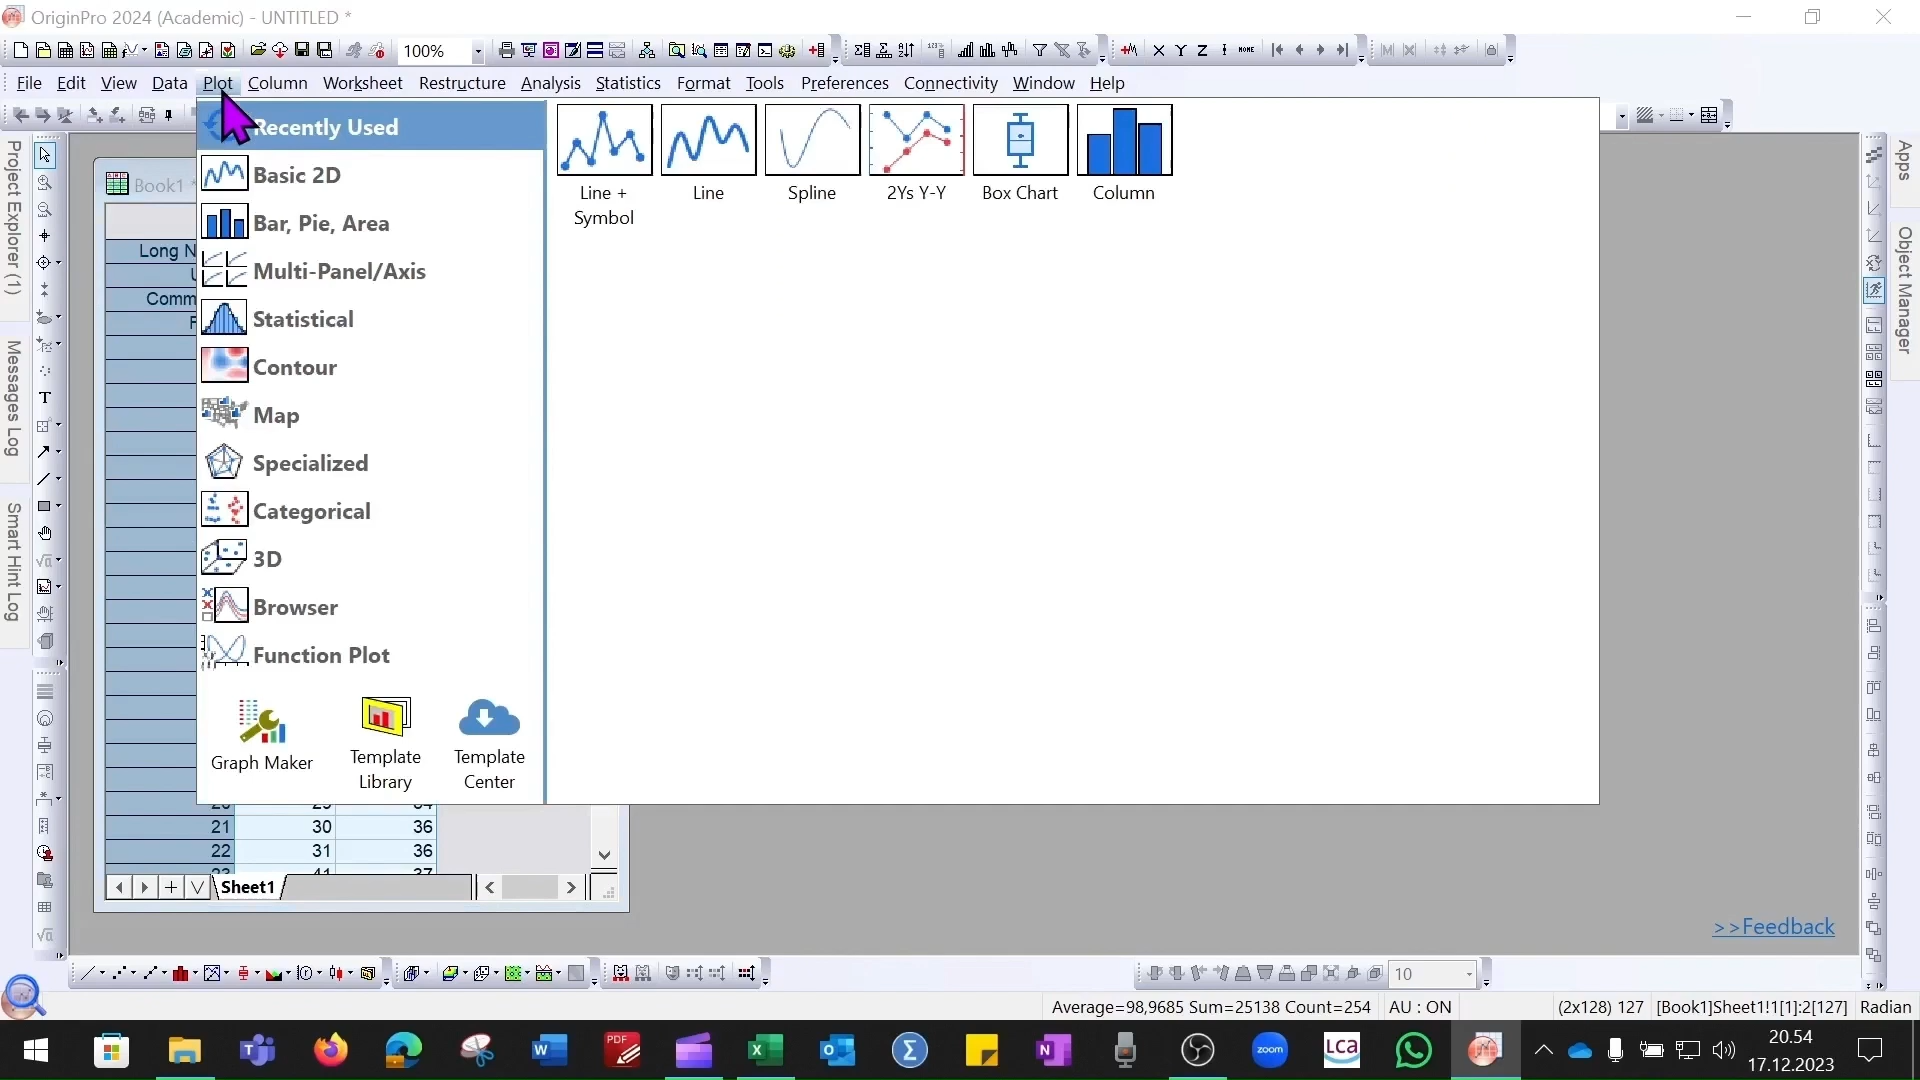 OriginPro 2024 (Academic) - UNTITLED *
100%
File Edit View Data Plot Column Worksheet Restructure Analysis Statistics Format Tools Preferences Connectivity Window Help
Recently Used
Basic 2D
Bar, Pie, Area
Multi-Panel/Axis
Statistical
Contour
Map
Specialized
Categorical
3D
Browser
Function Plot
Graph Maker
Template Library
Template Center
Line + Symbol
Line
Spline
2Ys Y-Y
Box Chart
Column
Project Explorer (1)
Messages Log
Smart Hint Log
Apps
Object Manager
Book1
Long N
Comm
21 30 36
22 31 36
Sheet1
>>Feedback
10
Average=98,9685 Sum=25138 Count=254 AU : ON (2x128) 127 [Book1]Sheet1!1[1]:2[127] Radian
PDF
zoom
LCA
20.54
17.12.2023